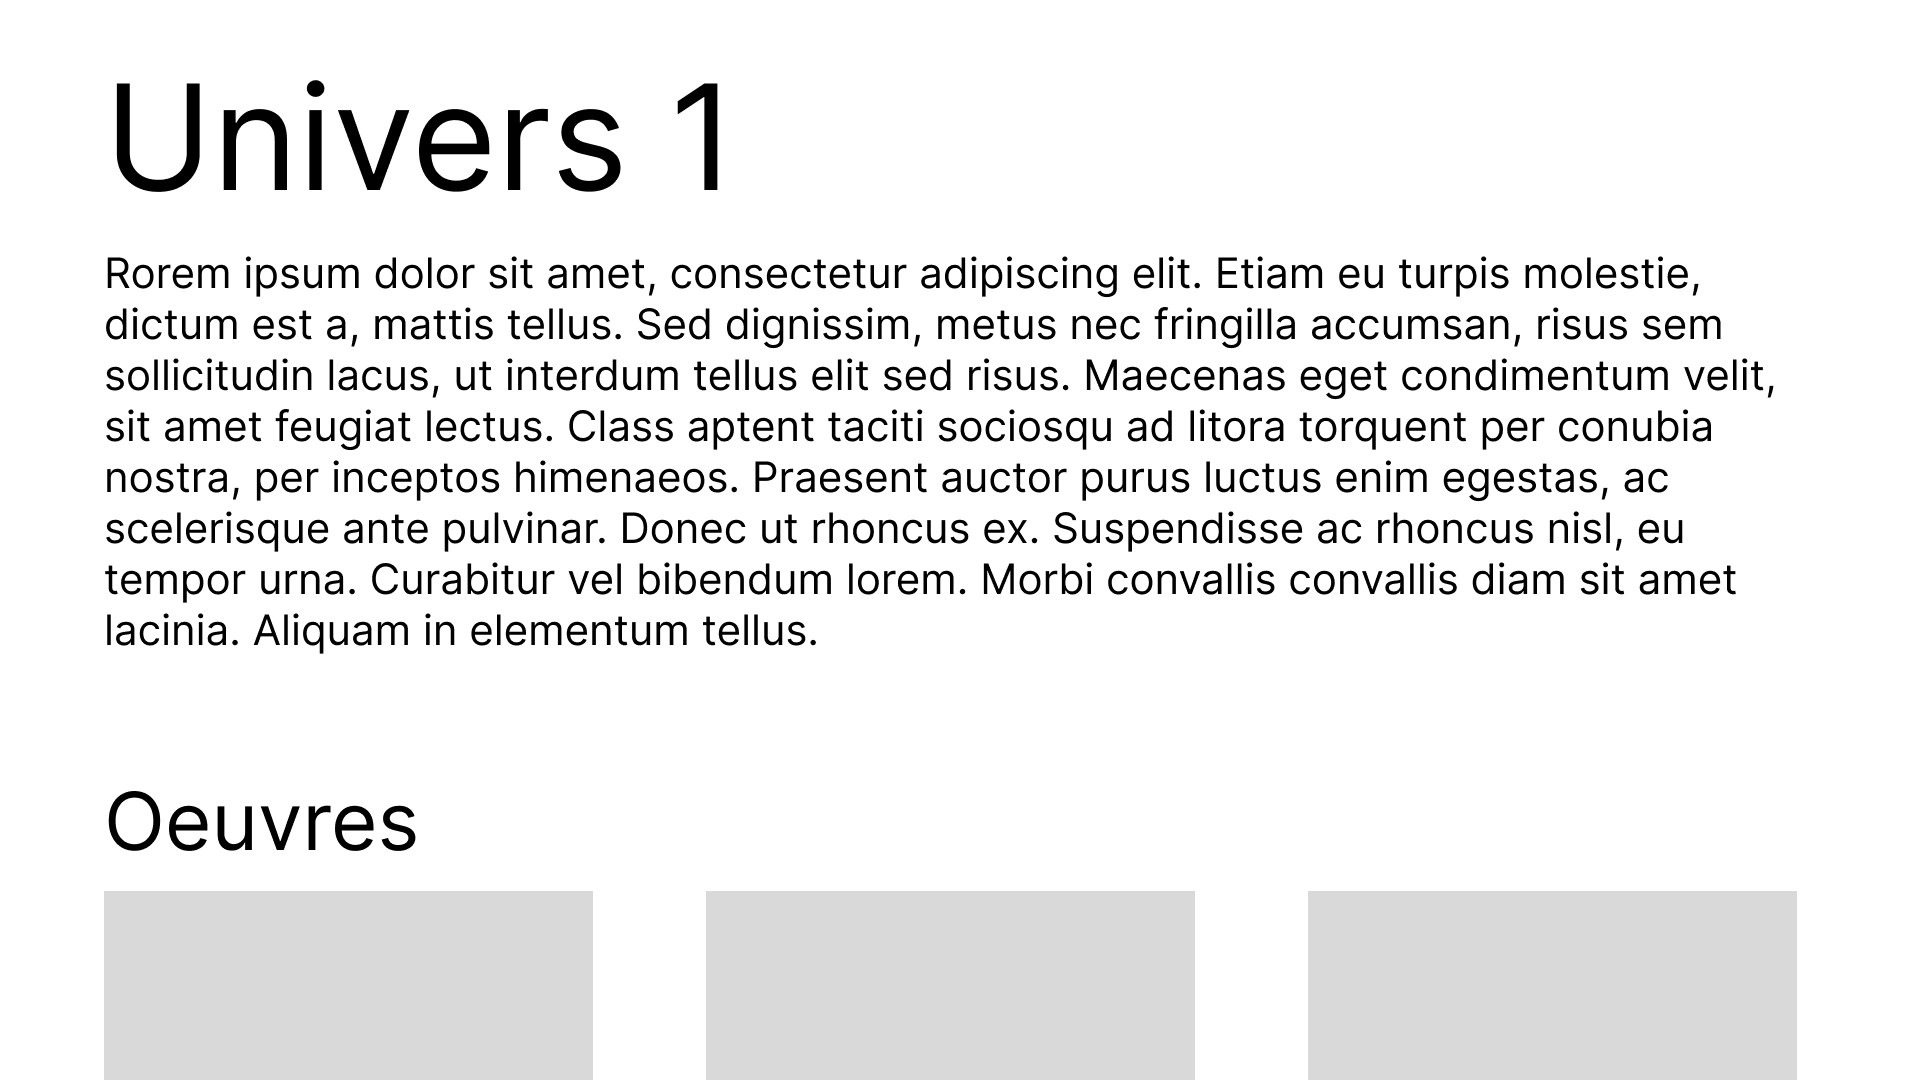 Univers 1
Rorem ipsum dolor sit amet, consectetur adipiscing elit. Etiam eu turpis molestie,
dictum est a, mattis tellus. Sed dignissim, metus nec fringilla accumsan, risus sem
sollicitudin lacus, ut interdum tellus elit sed risus. Maecenas eget condimentum velit,
sit amet feugiat lectus. Class aptent taciti sociosqu ad litora torquent per conubia
nostra, per inceptos himenaeos. Praesent auctor purus luctus enim egestas, ac
scelerisque ante pulvinar. Donec ut rhoncus ex. Suspendisse ac rhoncus nisl, eu
tempor urna. Curabitur vel bibendum lorem. Morbi convallis convallis diam sit amet
lacinia. Aliquam in elementum tellus.
Oeuvres